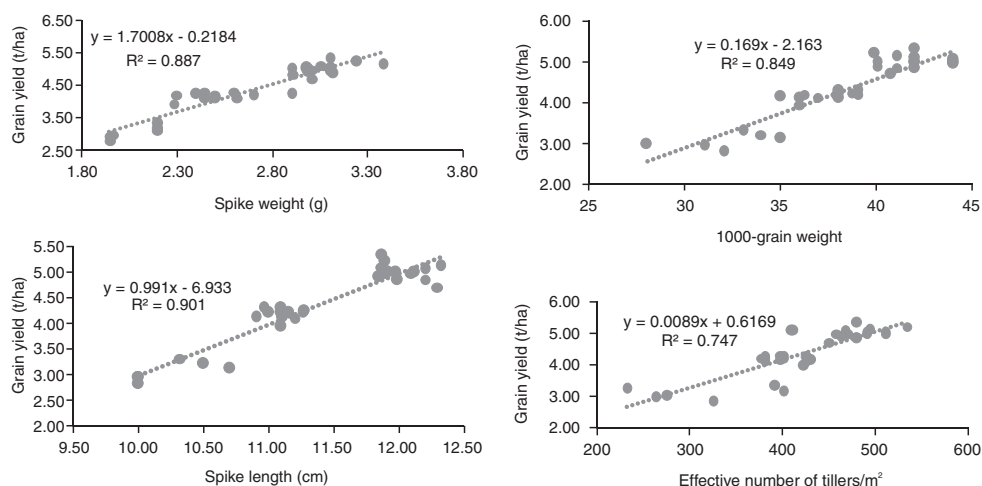 6.50
5.50
4.50
3.50
2.50
Grain yield (t/ha)
y = 1.7008x - 0.2184
R² = 0.887
1.80 2.30 2.80 3.30 3.80
Spike weight (g)
6.00
5.00
4.00
3.00
2.00
Grain yield (t/ha)
y = 0.169x - 2.163
R² = 0.849
25 30 35 40 45
1000-grain weight
5.50
5.00
4.50
4.00
3.50
3.00
2.50
2.00
Grain yield (t/ha)
y = 0.991x - 6.933
R² = 0.901
9.50 10.00 10.50 11.00 11.50 12.00 12.50
Spike length (cm)
6.00
5.00
4.00
3.00
2.00
Grain yield (t/ha)
y = 0.0089x + 0.6169
R² = 0.747
200 300 400 500 600
Effective number of tillers/m²